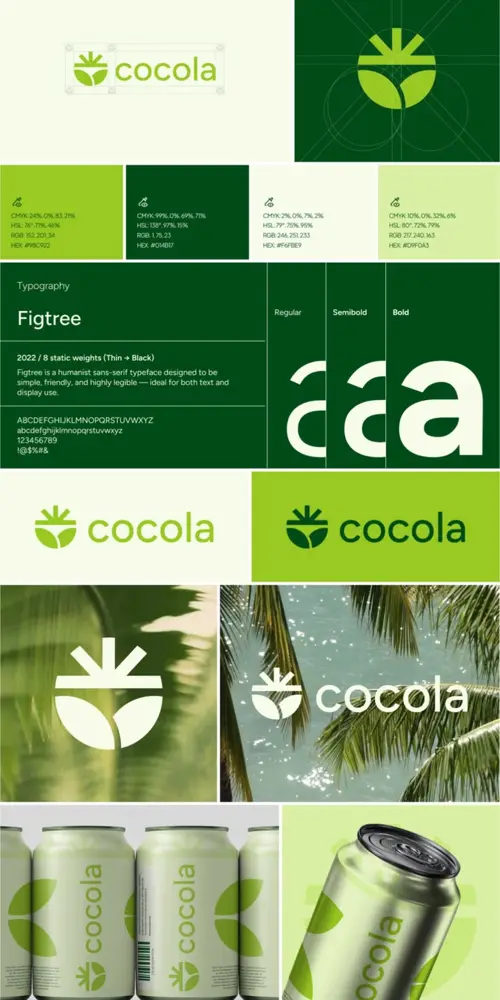 cocola
CMYK: 24%,0%,83,21%
HSL: 76°,71%,46%
RGB: 152,201,34
HEX: #98C922
CMYK: 99%,0%,69%,71%
HSL: 138°,97%,15%
RGB: 1,75,23
HEX: #014B17
CMYK: 2%,0%,7%,2%
HSL: 79°,75%,95%
RGB: 246,251,233
HEX: #F6FBE9
CMYK: 10%,0%,32%,6%
HSL: 80°,72%,79%
RGB: 217,240,163
HEX: #D9F0A3
Typography
Figtree
2022 / 8 static weights (Thin → Black)
Figtree is a humanist sans-serif typeface designed to be
simple, friendly, and highly legible — ideal for both text and
display use.
ABCDEFGHIJKLMNOPQRSTUVWXYZ
abcdefghijklmnopqrstuvwxyz
123456789
!@$%#&
Regular
Semibold
Bold
a
a
a
cocola
cocola
cocola
cocola
cocola
cocola